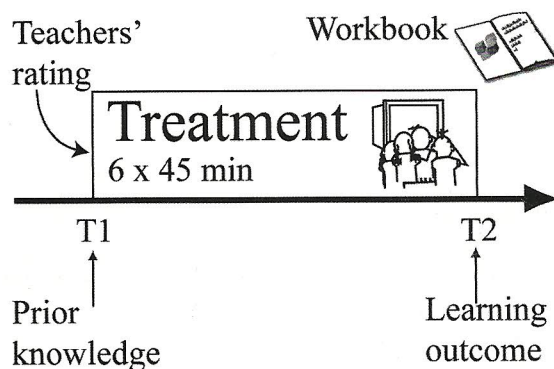 Teachers'
rating
Workbook
Treatment
6 x 45 min
T1
T2
Prior
knowledge
Learning
outcome